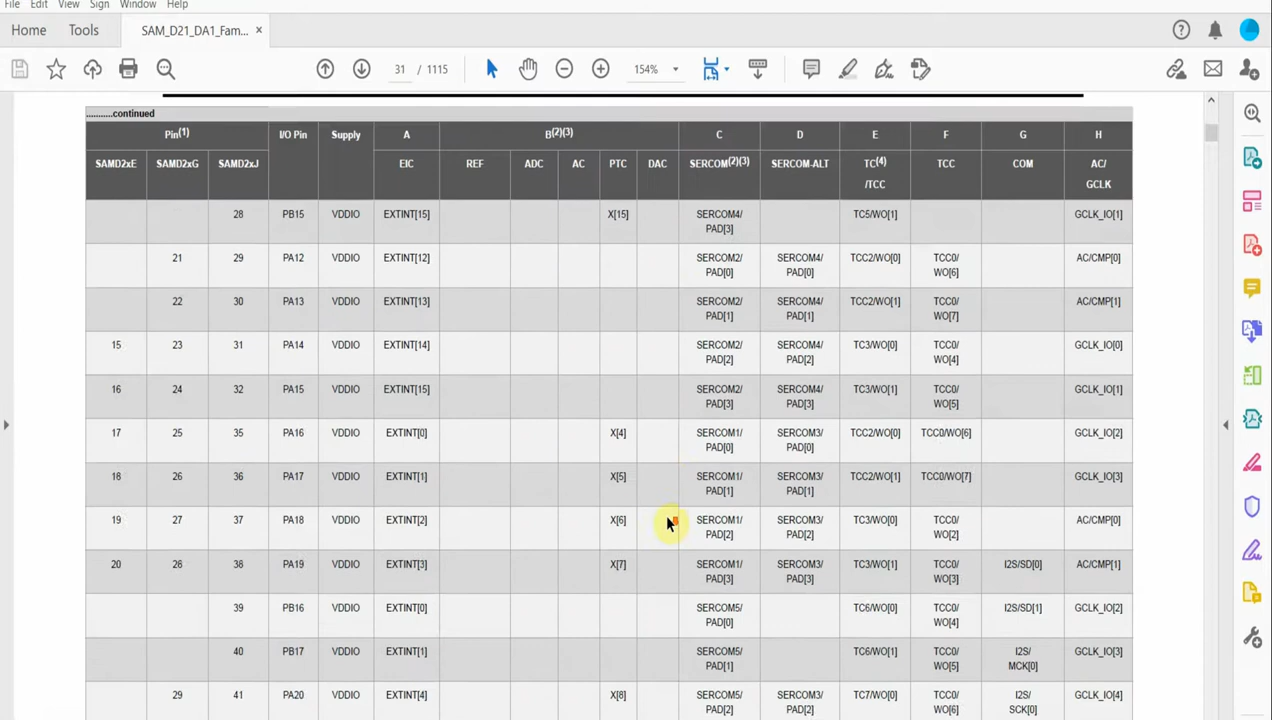 File Edit View Sign Window Help
Home Tools SAM_D21_DA1_Fam... ×
31 / 1115 154%
...........continued
Pin(1) I/O Pin Supply A B(2)(3) C D E F G H
SAMD2xE SAMD2xG SAMD2xJ EIC REF ADC AC PTC DAC SERCOM(2)(3) SERCOM-ALT TC(4) TCC COM AC/
/TCC GCLK
28 PB15 VDDIO EXTINT[15] X[15] SERCOM4/ TC5/WO[1] GCLK_IO[1]
PAD[3]
21 29 PA12 VDDIO EXTINT[12] SERCOM2/ SERCOM4/ TCC2/WO[0] TCC0/ AC/CMP[0]
PAD[0] PAD[0] WO[6]
22 30 PA13 VDDIO EXTINT[13] SERCOM2/ SERCOM4/ TCC2/WO[1] TCC0/ AC/CMP[1]
PAD[1] PAD[1] WO[7]
15 23 31 PA14 VDDIO EXTINT[14] SERCOM2/ SERCOM4/ TC3/WO[0] TCC0/ GCLK_IO[0]
PAD[2] PAD[2] WO[4]
16 24 32 PA15 VDDIO EXTINT[15] SERCOM2/ SERCOM4/ TC3/WO[1] TCC0/ GCLK_IO[1]
PAD[3] PAD[3] WO[5]
17 25 35 PA16 VDDIO EXTINT[0] X[4] SERCOM1/ SERCOM3/ TCC2/WO[0] TCC0/WO[6] GCLK_IO[2]
PAD[0] PAD[0]
18 26 36 PA17 VDDIO EXTINT[1] X[5] SERCOM1/ SERCOM3/ TCC2/WO[1] TCC0/WO[7] GCLK_IO[3]
PAD[1] PAD[1]
19 27 37 PA18 VDDIO EXTINT[2] X[6] SERCOM1/ SERCOM3/ TC3/WO[0] TCC0/ AC/CMP[0]
PAD[2] PAD[2] WO[2]
20 28 38 PA19 VDDIO EXTINT[3] X[7] SERCOM1/ SERCOM3/ TC3/WO[1] TCC0/ I2S/SD[0] AC/CMP[1]
PAD[3] PAD[3] WO[3]
39 PB16 VDDIO EXTINT[0] SERCOM5/ TC6/WO[0] TCC0/ I2S/SD[1] GCLK_IO[2]
PAD[0] WO[4]
40 PB17 VDDIO EXTINT[1] SERCOM5/ TC6/WO[1] TCC0/ I2S/ GCLK_IO[3]
PAD[1] WO[5] MCK[0]
29 41 PA20 VDDIO EXTINT[4] X[8] SERCOM5/ SERCOM3/ TC7/WO[0] TCC0/ I2S/ GCLK_IO[4]
PAD[2] PAD[2] WO[6] SCK[0]